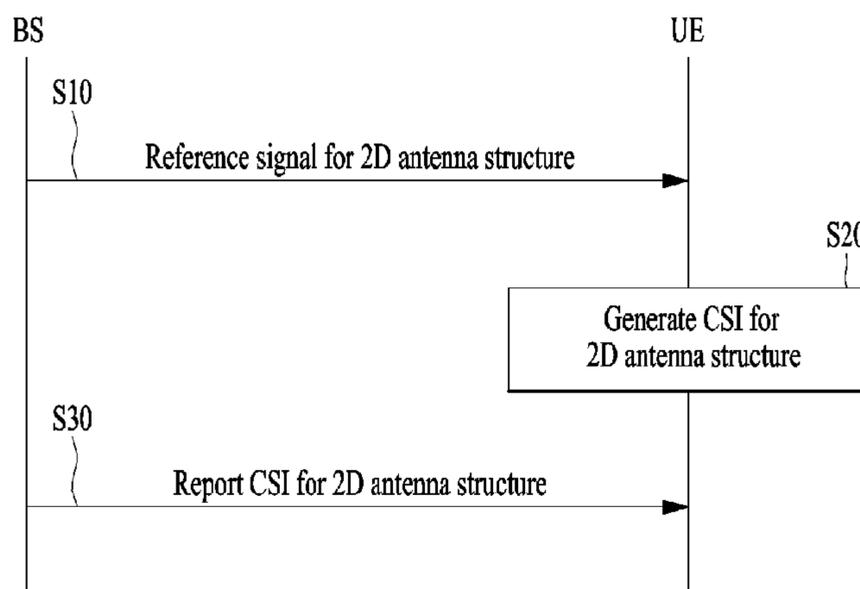 BS
UE
S10
Reference signal for 2D antenna structure
S20
Generate CSI for
2D antenna structure
S30
Report CSI for 2D antenna structure